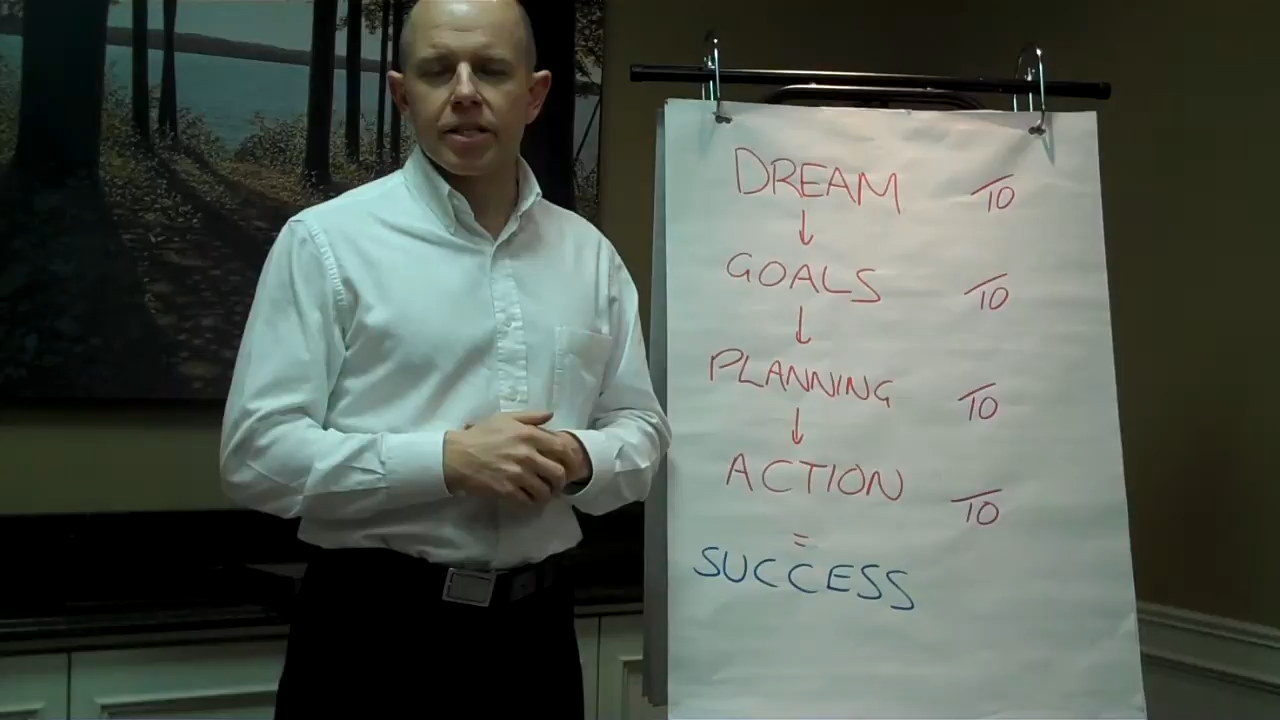 DREAM /10
↓
GOALS /10
↓
PLANNING /10
↓
ACTION /10
=
SUCCESS